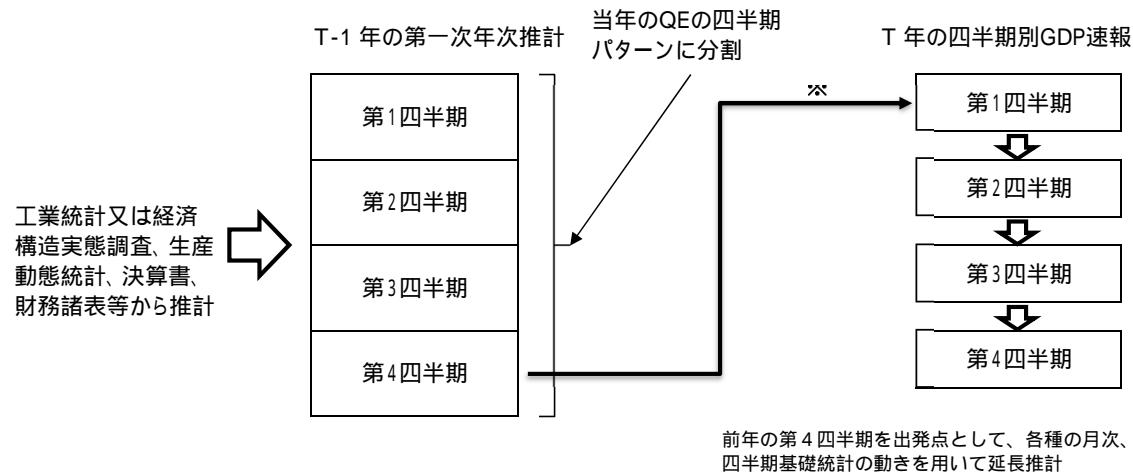 T-1 年の第一次年次推計
当年のQEの四半期
パターンに分割
T 年の四半期別GDP速報
工業統計又は経済
構造実態調査、生産
動態統計、決算書、
財務諸表等から推計
第1四半期
第2四半期
第3四半期
第4四半期
※
第1四半期
第2四半期
第3四半期
第4四半期
前年の第４四半期を出発点として、各種の月次、
四半期基礎統計の動きを用いて延長推計